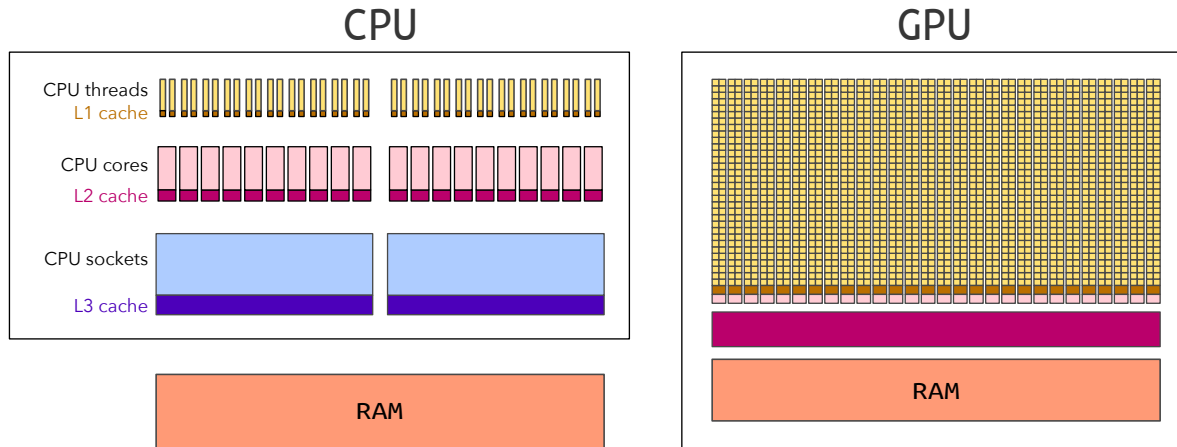 CPU
GPU
CPU threads
L1 cache
CPU cores
L2 cache
CPU sockets
L3 cache
RAM
RAM